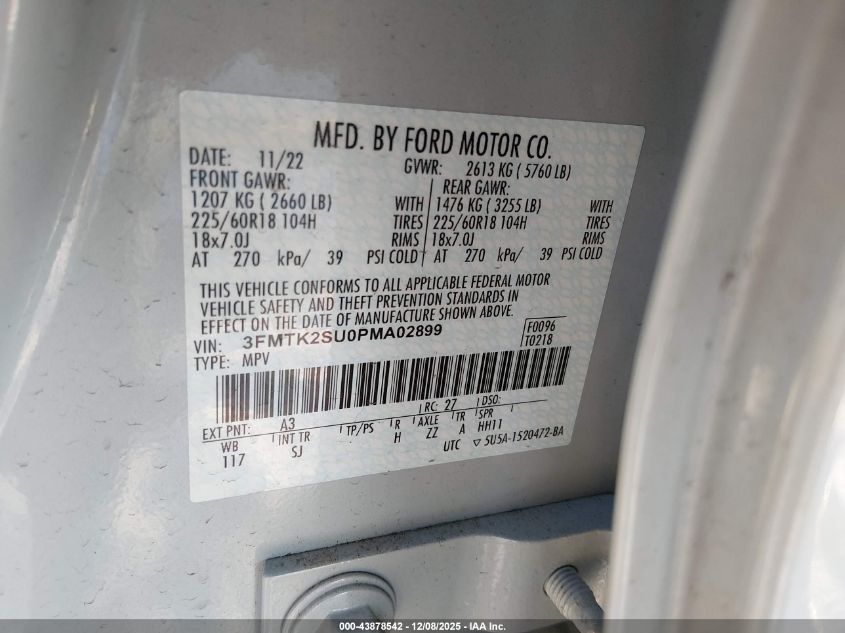 MFD. BY FORD MOTOR CO.
DATE: 11/22 GVWR: 2613 KG ( 5760 LB)
FRONT GAWR: REAR GAWR:
1207 KG ( 2660 LB) WITH 1476 KG ( 3255 LB) WITH
225/60R18 104H TIRES 225/60R18 104H TIRES
18x7.0J RIMS 18x7.0J RIMS
AT 270 kPa/ 39 PSI COLD AT 270 kPa/ 39 PSI COLD
THIS VEHICLE CONFORMS TO ALL APPLICABLE FEDERAL MOTOR
VEHICLE SAFETY AND THEFT PREVENTION STANDARDS IN
EFFECT ON THE DATE OF MANUFACTURE SHOWN ABOVE.
VIN: 3FMTK2SU0PMA02899 F0096
TYPE: MPV T0218
EXT PNT: A3 RC: 27 DSO:
WB INT TR TP/PS R AXLE TR SPR
117 SJ H ZZ A HH11
UTC ▽ 5U5A-1520472-BA
000-43878542 - 12/08/2025 - IAA Inc.